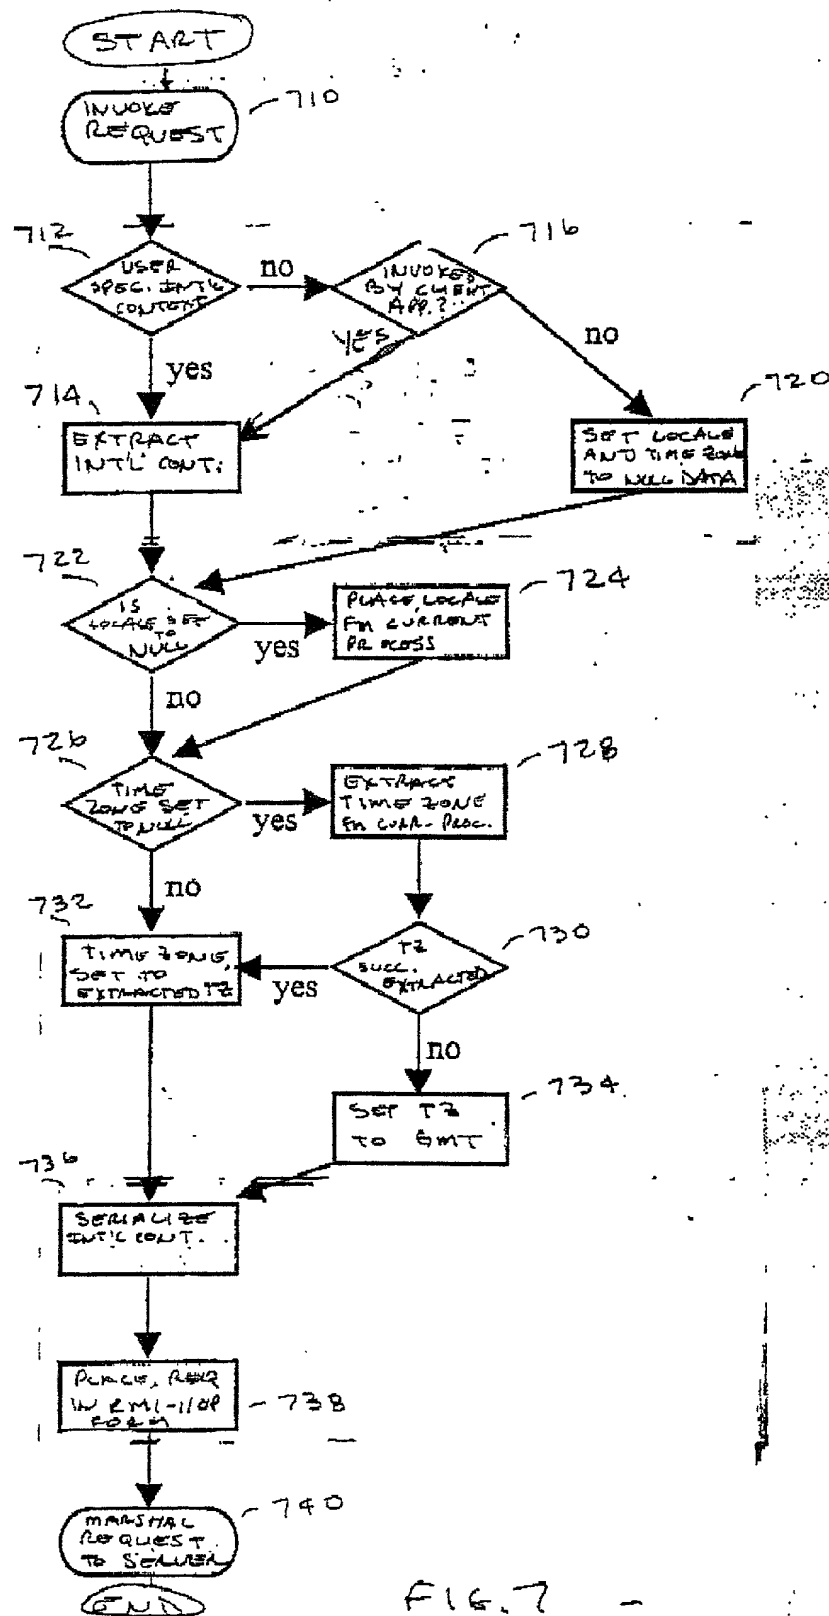 START
INVOKE
REQUEST
710
712
USER
SPEC. INT'L
CONTENT
no
716
INVOKED
BY CLIENT
APP.?
YES
no
yes
714
EXTRACT
INT'L CONT.
720
SET LOCALE
AND TIME ZONE
TO NULL DATA
722
IS
LOCALE SET
TO
NULL
yes
724
PLACE LOCALE
FM CURRENT
PROCESS
no
726
TIME
ZONE SET
TO NULL
yes
728
EXTRACT
TIME ZONE
FM CURR. PROC.
no
732
TIME ZONE
SET TO
EXTRACTED TZ
yes
730
TZ
SUCC.
EXTRACTED
no
734
SET TZ
TO GMT
736
SERIALIZE
INT'L CONT.
PLACE REQ
IN RMI-IIOP
FORM
738
740
MARSHAL
REQUEST
TO SERVER
END
FIG. 7